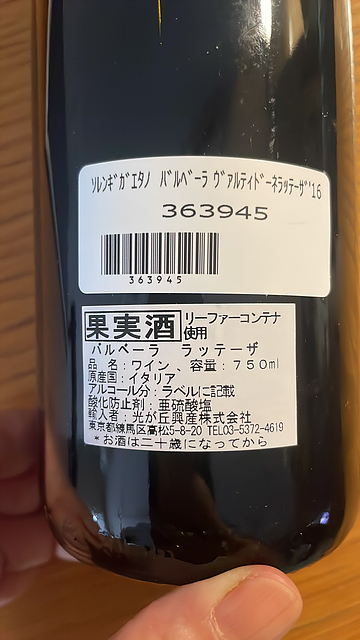 ｿﾚﾝｷﾞｶﾞｴﾀﾉ ﾊﾞﾙﾍﾞｰﾗ ｳﾞｧﾙﾃｨﾄﾞｰﾈﾗｯﾃｰｻﾞ'16
363945
363945
果実酒 リーファーコンテナ使用
バルベーラ ラッテーザ
品 名：ワイン 、容量：７５０ml
原産国：イタリア
アルコール分：ラベルに記載
酸化防止剤：亜硫酸塩
輸入者：光が丘興産株式会社
東京都練馬区高松5-8-20 TEL03-5372-4619
＊お酒は二十歳になってから